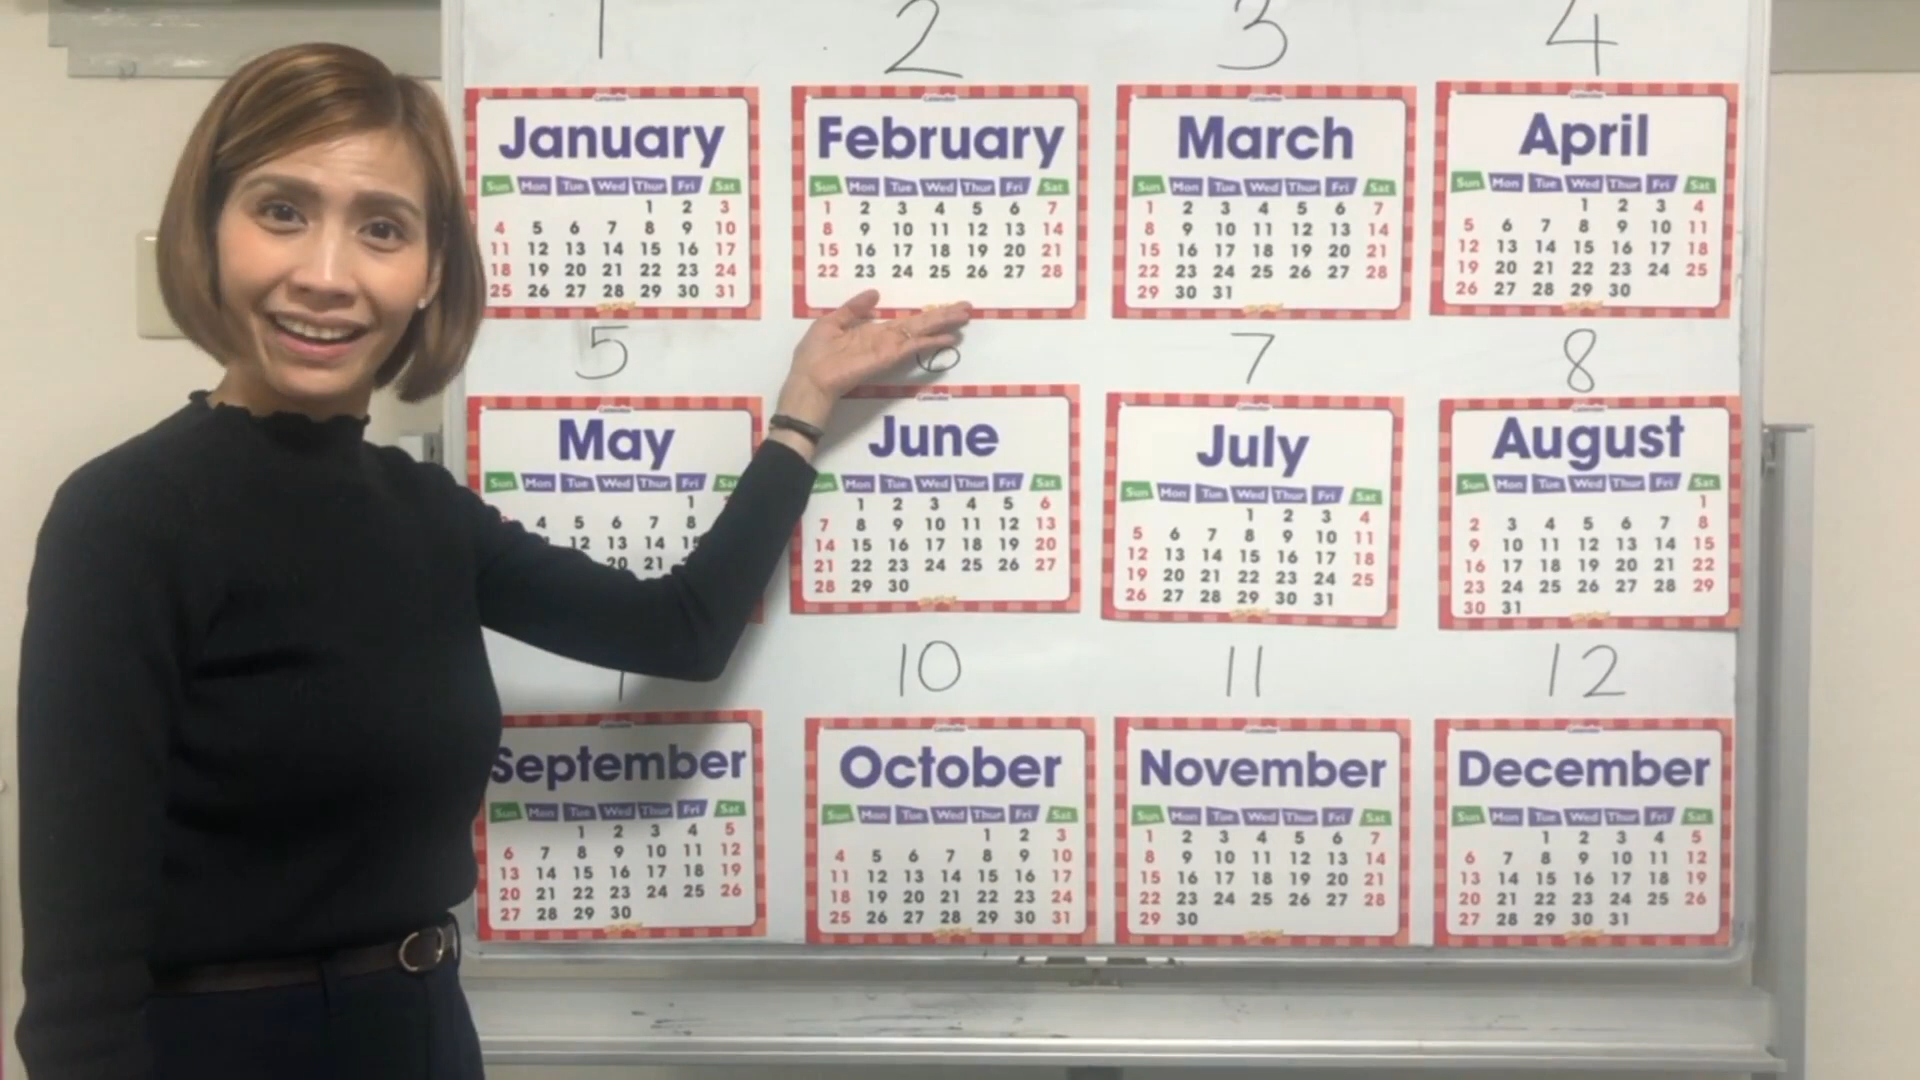 1 2 3 4
January
Sun Mon Tue Wed Thur Fri Sat
1 2 3
4 5 6 7 8 9 10
11 12 13 14 15 16 17
18 19 20 21 22 23 24
25 26 27 28 29 30 31
February
Sun Mon Tue Wed Thur Fri Sat
1 2 3 4 5 6 7
8 9 10 11 12 13 14
15 16 17 18 19 20 21
22 23 24 25 26 27 28
March
Sun Mon Tue Wed Thur Fri Sat
1 2 3 4 5 6 7
8 9 10 11 12 13 14
15 16 17 18 19 20 21
22 23 24 25 26 27 28
29 30 31
April
Sun Mon Tue Wed Thur Fri Sat
1 2 3 4
5 6 7 8 9 10 11
12 13 14 15 16 17 18
19 20 21 22 23 24 25
26 27 28 29 30
5 6 7 8
May
Sun Mon Tue Wed Thur Fri
1
4 5 6 7 8
12 13 14
20 21
June
Mon Tue Wed Thur Fri Sat
1 2 3 4 5 6
7 8 9 10 11 12 13
14 15 16 17 18 19 20
21 22 23 24 25 26 27
28 29 30
July
Sun Mon Tue Wed Thur Fri Sat
1 2 3 4
5 6 7 8 9 10 11
12 13 14 15 16 17 18
19 20 21 22 23 24 25
26 27 28 29 30 31
August
Sun Mon Tue Wed Thur Fri Sat
1
2 3 4 5 6 7 8
9 10 11 12 13 14 15
16 17 18 19 20 21 22
23 24 25 26 27 28 29
30 31
10 11 12
September
Sun Mon Tue Wed Thur Fri Sat
1 2 3 4 5
6 7 8 9 10 11 12
13 14 15 16 17 18 19
20 21 22 23 24 25 26
27 28 29 30
October
Sun Mon Tue Wed Thur Fri Sat
1 2 3
4 5 6 7 8 9 10
11 12 13 14 15 16 17
18 19 20 21 22 23 24
25 26 27 28 29 30 31
November
Sun Mon Tue Wed Thur Fri Sat
1 2 3 4 5 6 7
8 9 10 11 12 13 14
15 16 17 18 19 20 21
22 23 24 25 26 27 28
29 30
December
Sun Mon Tue Wed Thur Fri Sat
1 2 3 4 5
6 7 8 9 10 11 12
13 14 15 16 17 18 19
20 21 22 23 24 25 26
27 28 29 30 31